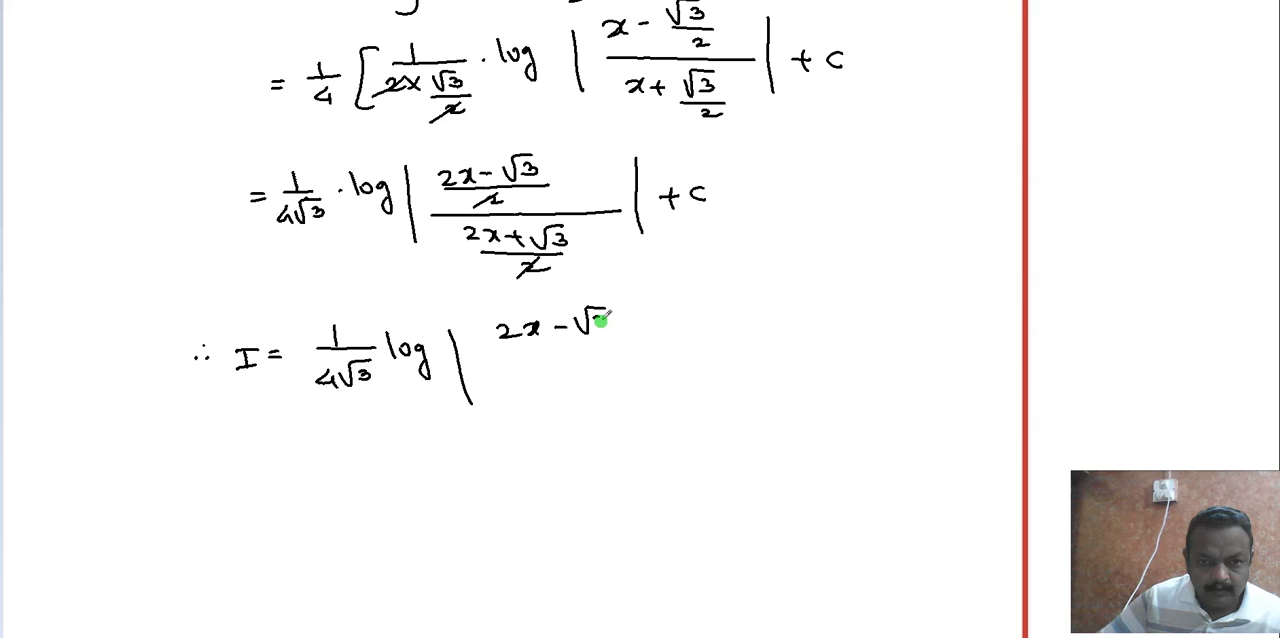 = 1/4 [ 1/(2 × √3/2) . log | (x - √3/2)/(x + √3/2) | + c
= 1/(4√3) . log | ((2x - √3)/2)/((2x + √3)/2) | + c
∴ I = 1/(4√3) log | 2x - √